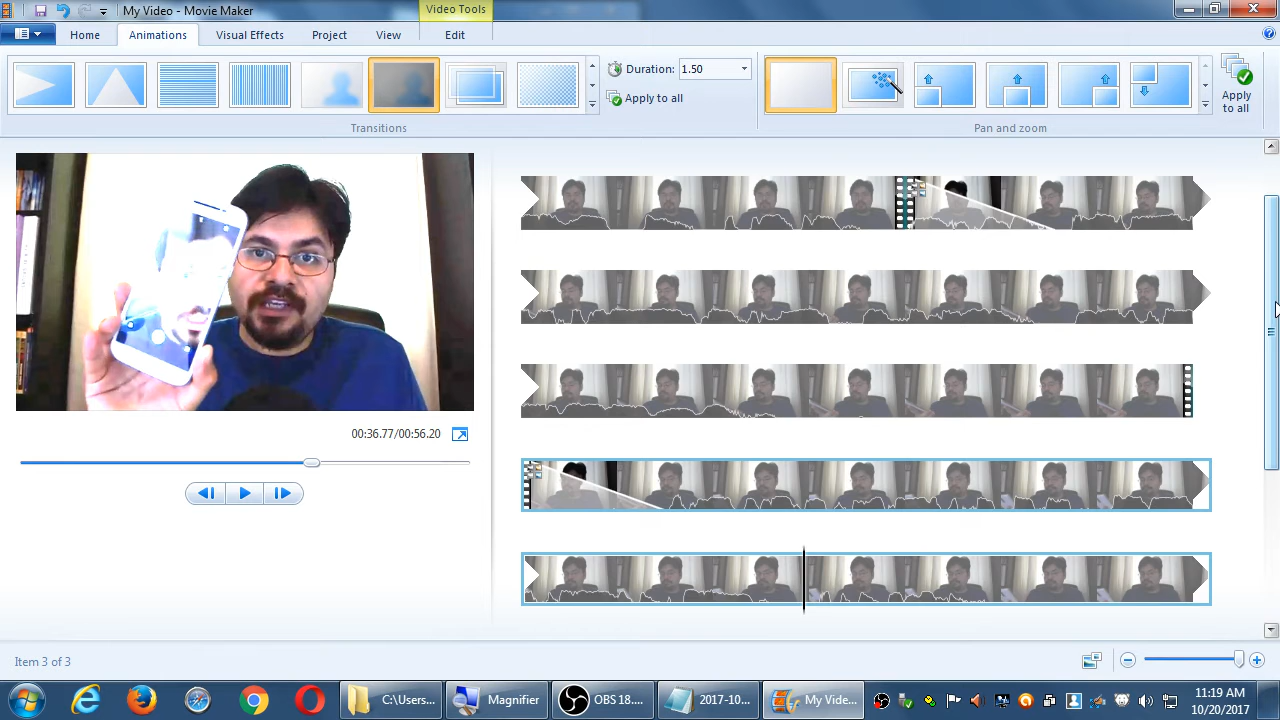 My Video - Movie Maker
Video Tools
Home
Animations
Visual Effects
Project
View
Edit
Duration:
1.50
Apply to all
Apply
to all
Transitions
Pan and zoom
00:36.77/00:56.20
Item 3 of 3
C:\Users...
Magnifier
OBS 18....
2017-10...
My Vide...
11:19 AM
10/20/2017